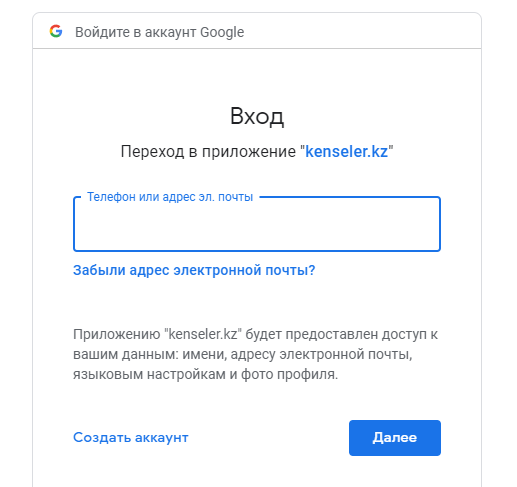 Войдите в аккаунт Google
Вход
Переход в приложение "kenseler.kz"
Телефон или адрес эл. почты
Забыли адрес электронной почты?
Приложению "kenseler.kz" будет предоставлен доступ к
вашим данным: имени, адресу электронной почты,
языковым настройкам и фото профиля.
Создать аккаунт
Далее